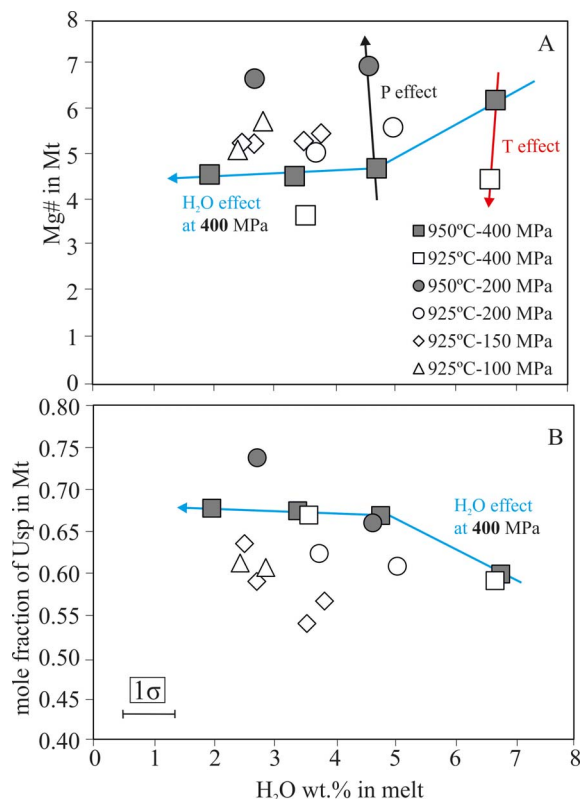 A
8
7
6
5
4
3
2
1
0
Mg# in Mt
P effect
T effect
H₂O effect
at 400 MPa
950ºC-400 MPa
925ºC-400 MPa
950ºC-200 MPa
925ºC-200 MPa
925ºC-150 MPa
925ºC-100 MPa
B
0.80
0.75
0.70
0.65
0.60
0.55
0.50
0.45
0.40
mole fraction of Usp in Mt
H₂O effect
at 400 MPa
1σ
0 1 2 3 4 5 6 7 8
H₂O wt.% in melt